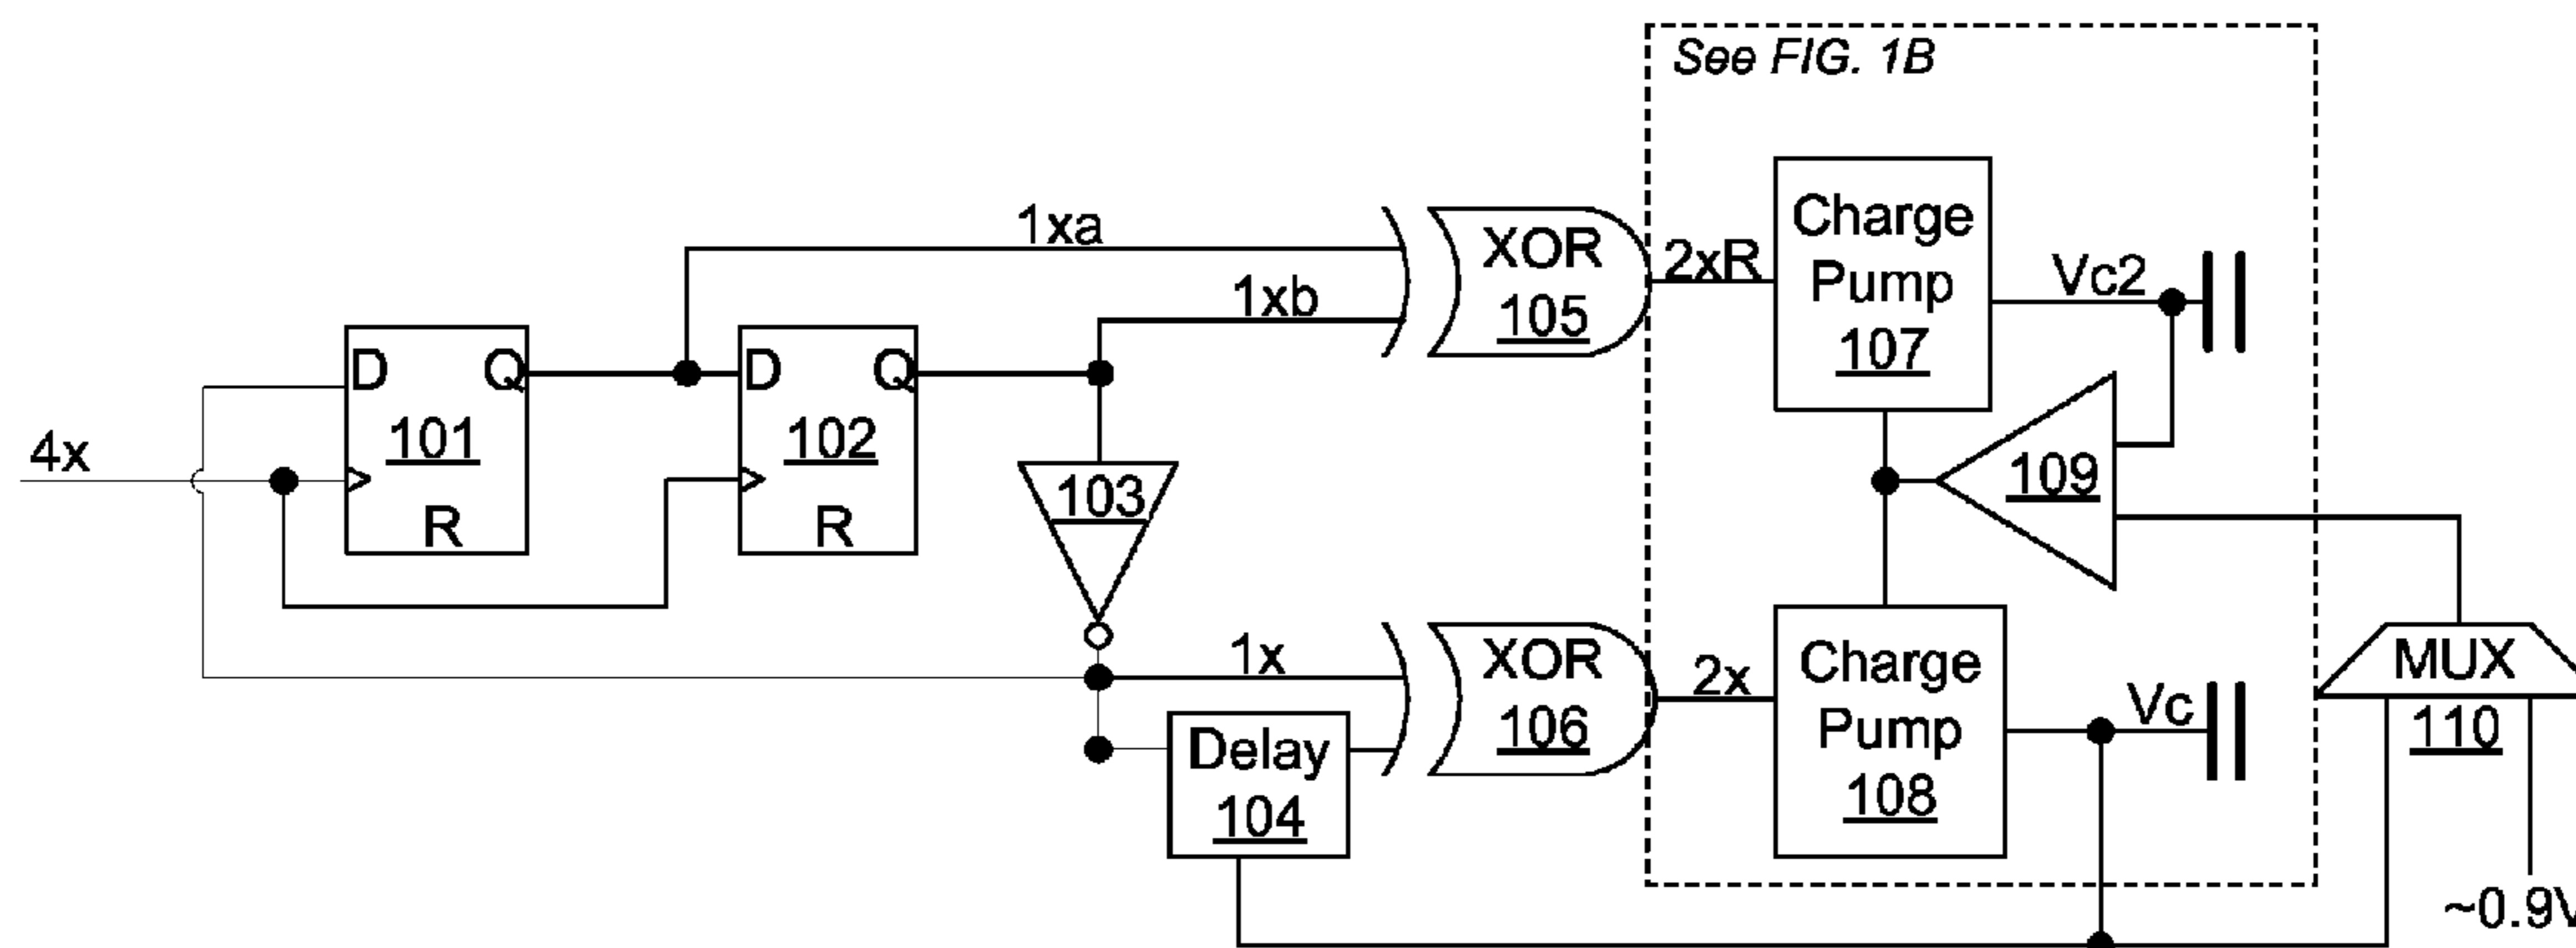 See FIG. 1B
1xa
XOR
105
2xR
Charge
Pump
107
Vc2
1xb
D
Q
101
R
D
Q
102
R
4x
103
109
1x
XOR
106
2x
Charge
Pump
108
Vc
MUX
110
Delay
104
~0.9V